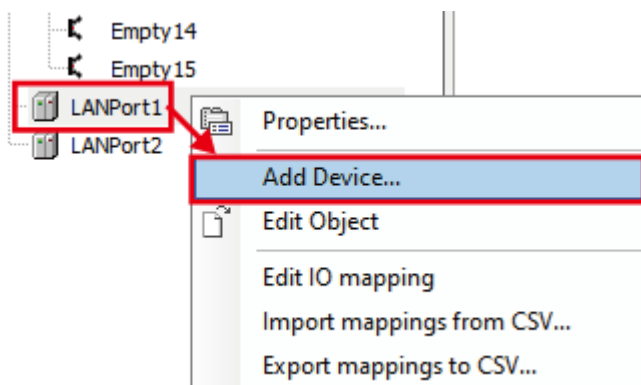 Empty14
Empty15
LANPort1
LANPort2
Properties...
Add Device...
Edit Object
Edit IO mapping
Import mappings from CSV...
Export mappings to CSV...